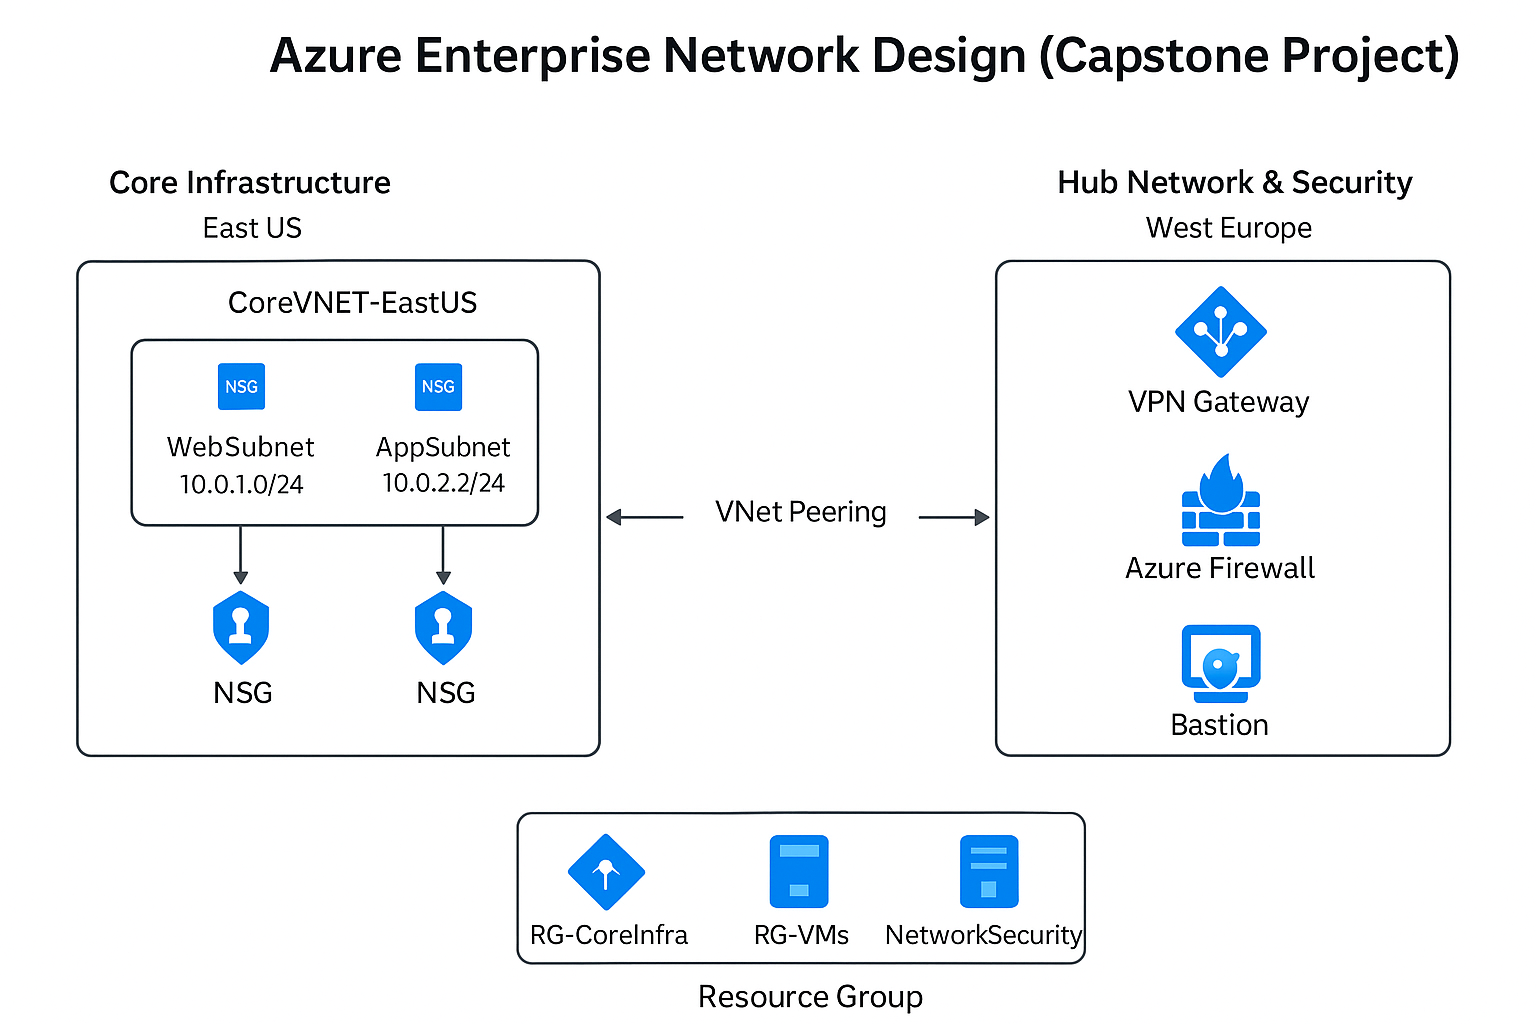 Azure Enterprise Network Design (Capstone Project)
Core Infrastructure
East US
CoreVNET-EastUS
NSG
NSG
WebSubnet
AppSubnet
10.0.1.0/24
10.0.2.2/24
NSG
NSG
VNet Peering
Hub Network & Security
West Europe
VPN Gateway
Azure Firewall
Bastion
RG-CoreInfra
RG-VMs
NetworkSecurity
Resource Group